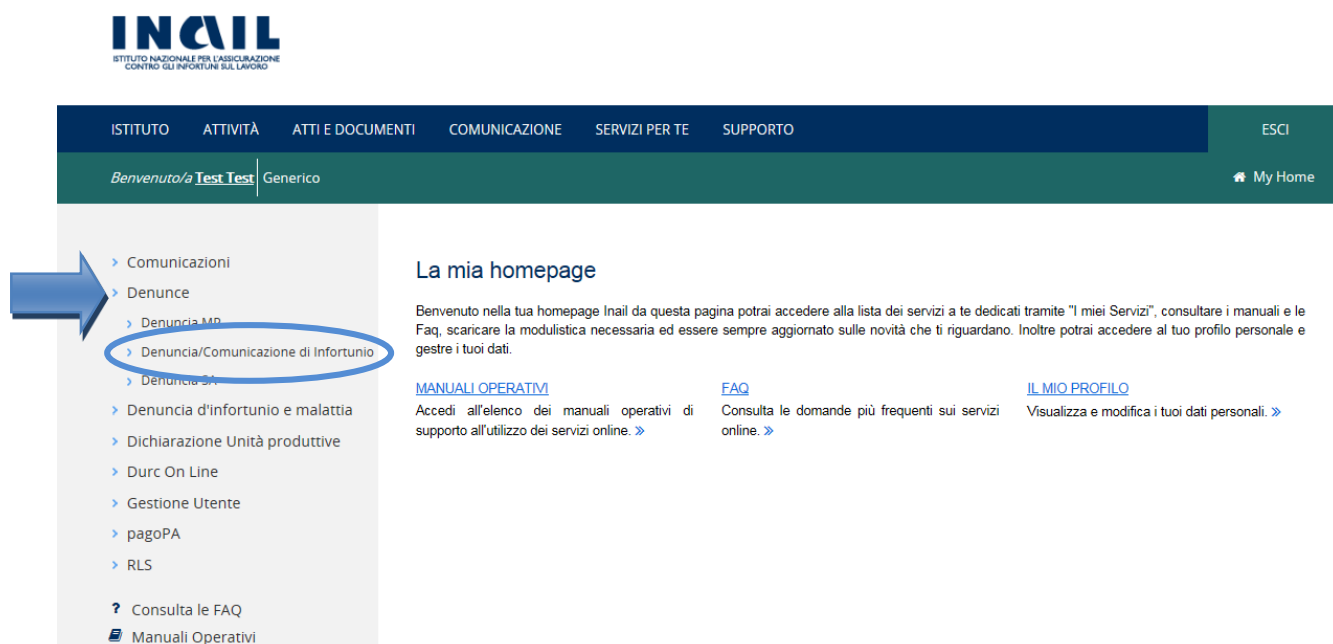 INAIL
ISTITUTO NAZIONALE PER L'ASSICURAZIONE
CONTRO GLI INFORTUNI SUL LAVORO
ISTITUTO ATTIVITÀ ATTI E DOCUMENTI COMUNICAZIONE SERVIZI PER TE SUPPORTO ESCI
Benvenuto/a Test Test Generico My Home
Comunicazioni
Denunce
Denuncia MP
Denuncia/Comunicazione di Infortunio
Denuncia SA
Denuncia d'infortunio e malattia
Dichiarazione Unità produttive
Durc On Line
Gestione Utente
pagoPA
RLS
? Consulta le FAQ
Manuali Operativi
La mia homepage
Benvenuto nella tua homepage Inail da questa pagina potrai accedere alla lista dei servizi a te dedicati tramite "I miei Servizi", consultare i manuali e le
Faq, scaricare la modulistica necessaria ed essere sempre aggiornato sulle novità che ti riguardano. Inoltre potrai accedere al tuo profilo personale e
gestre i tuoi dati.
MANUALI OPERATIVI
Accedi all'elenco dei manuali operativi di
supporto all'utilizzo dei servizi online. »
FAQ
Consulta le domande più frequenti sui servizi
online. »
IL MIO PROFILO
Visualizza e modifica i tuoi dati personali. »